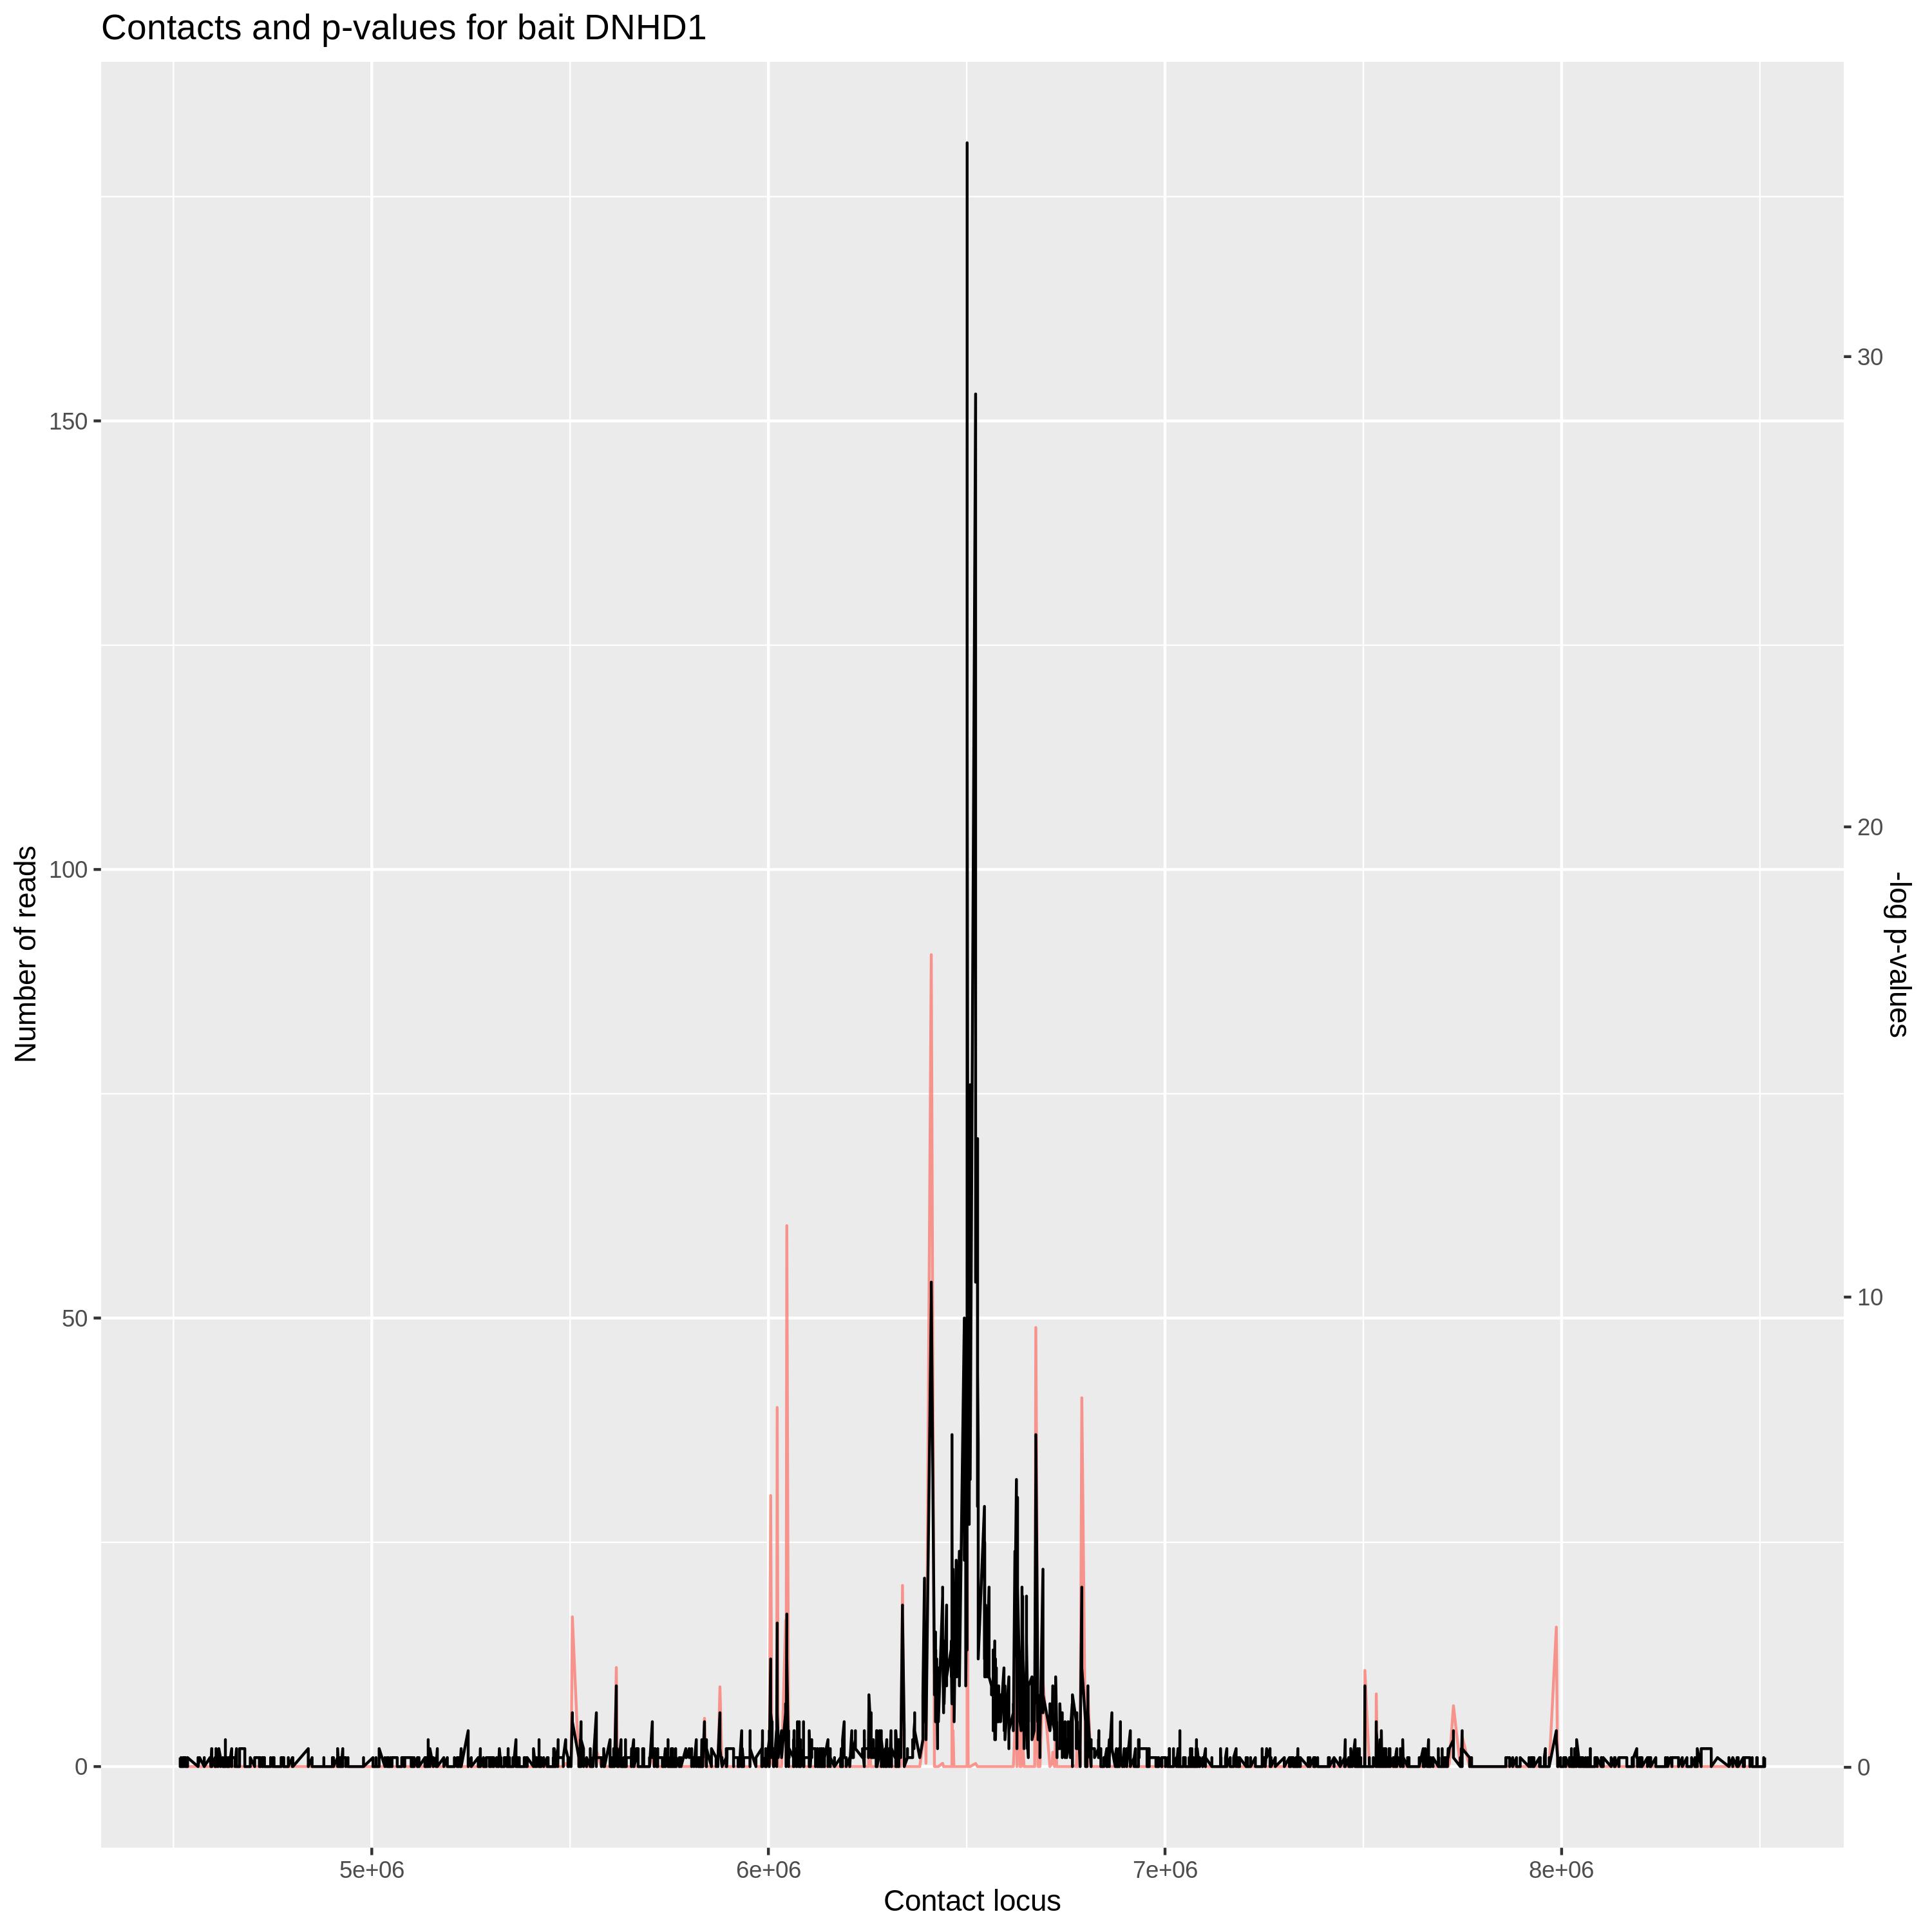 Contacts and p-values for bait DNHD1
Number of reads
150
100
50
0
30
20
10
0
-log p-values
5e+06 6e+06 7e+06 8e+06
Contact locus